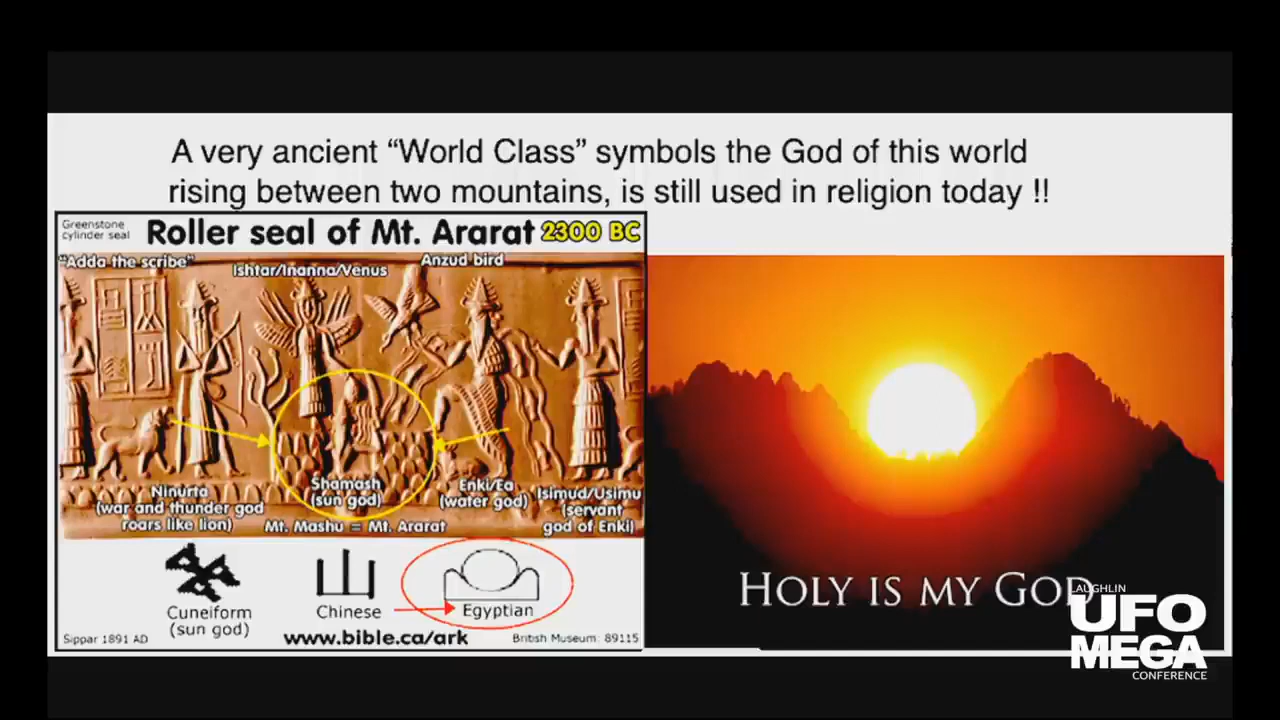 A very ancient “World Class” symbols the God of this world
rising between two mountains, is still used in religion today !!
Greenstone
cylinder seal
Roller seal of Mt. Ararat 2300 BC
"Adda the scribe"
Ishtar/Inanna/Venus
Anzud bird
Ninurta
(war and thunder god
roars like lion)
Shamash
(sun god)
Mt. Mashu = Mt. Ararat
Enki/Ea
(water god)
Isimud/Usimu
(servant
god of Enki)
Cuneiform
(sun god)
Chinese
Egyptian
Sippar 1891 AD
www.bible.ca/ark
British Museum: 89115
HOLY IS MY GOD
LAUGHLIN
UFO
MEGA
CONFERENCE